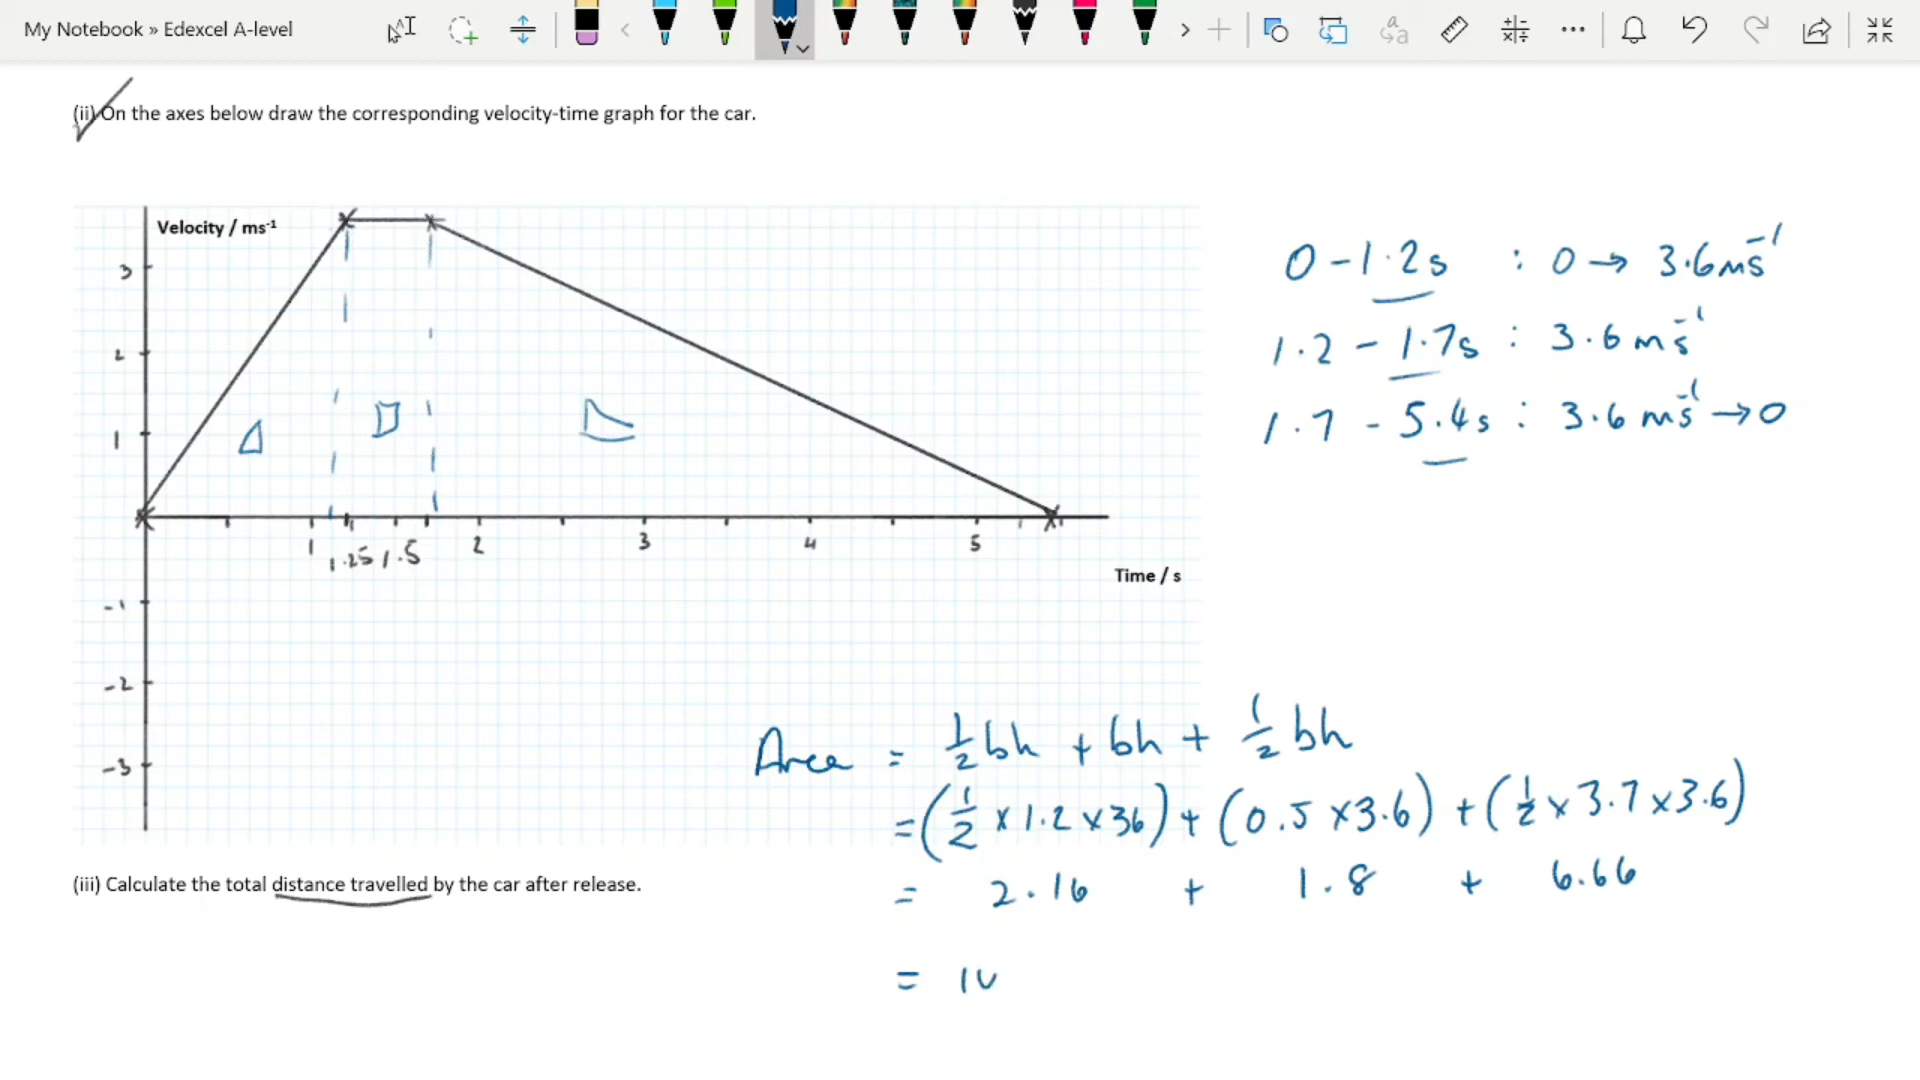 My Notebook » Edexcel A-level
(ii) On the axes below draw the corresponding velocity-time graph for the car.
Velocity / ms⁻¹
3
2
1
1
1.25
1.5
2
3
4
5
Time / s
-1
-2
-3
0 - 1.2s : 0 → 3.6ms⁻¹
1.2 - 1.7s : 3.6 ms⁻¹
1.7 - 5.4s : 3.6 ms⁻¹ → 0
Area = ½bh + bh + ½bh
= (½ × 1.2 × 36) + (0.5 × 3.6) + (½ × 3.7 × 3.6)
= 2.16 + 1.8 + 6.66
(iii) Calculate the total distance travelled by the car after release.
= 10